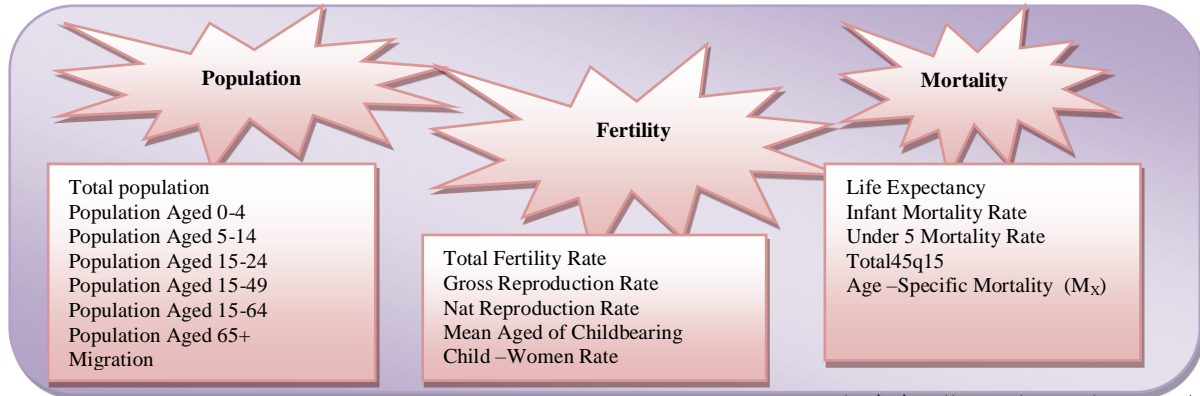 Population
Total population
Population Aged 0-4
Population Aged 5-14
Population Aged 15-24
Population Aged 15-49
Population Aged 15-64
Population Aged 65+
Migration
Fertility
Total Fertility Rate
Gross Reproduction Rate
Nat Reproduction Rate
Mean Aged of Childbearing
Child –Women Rate
Mortality
Life Expectancy
Infant Mortality Rate
Under 5 Mortality Rate
Total45q15
Age –Specific Mortality (MX)